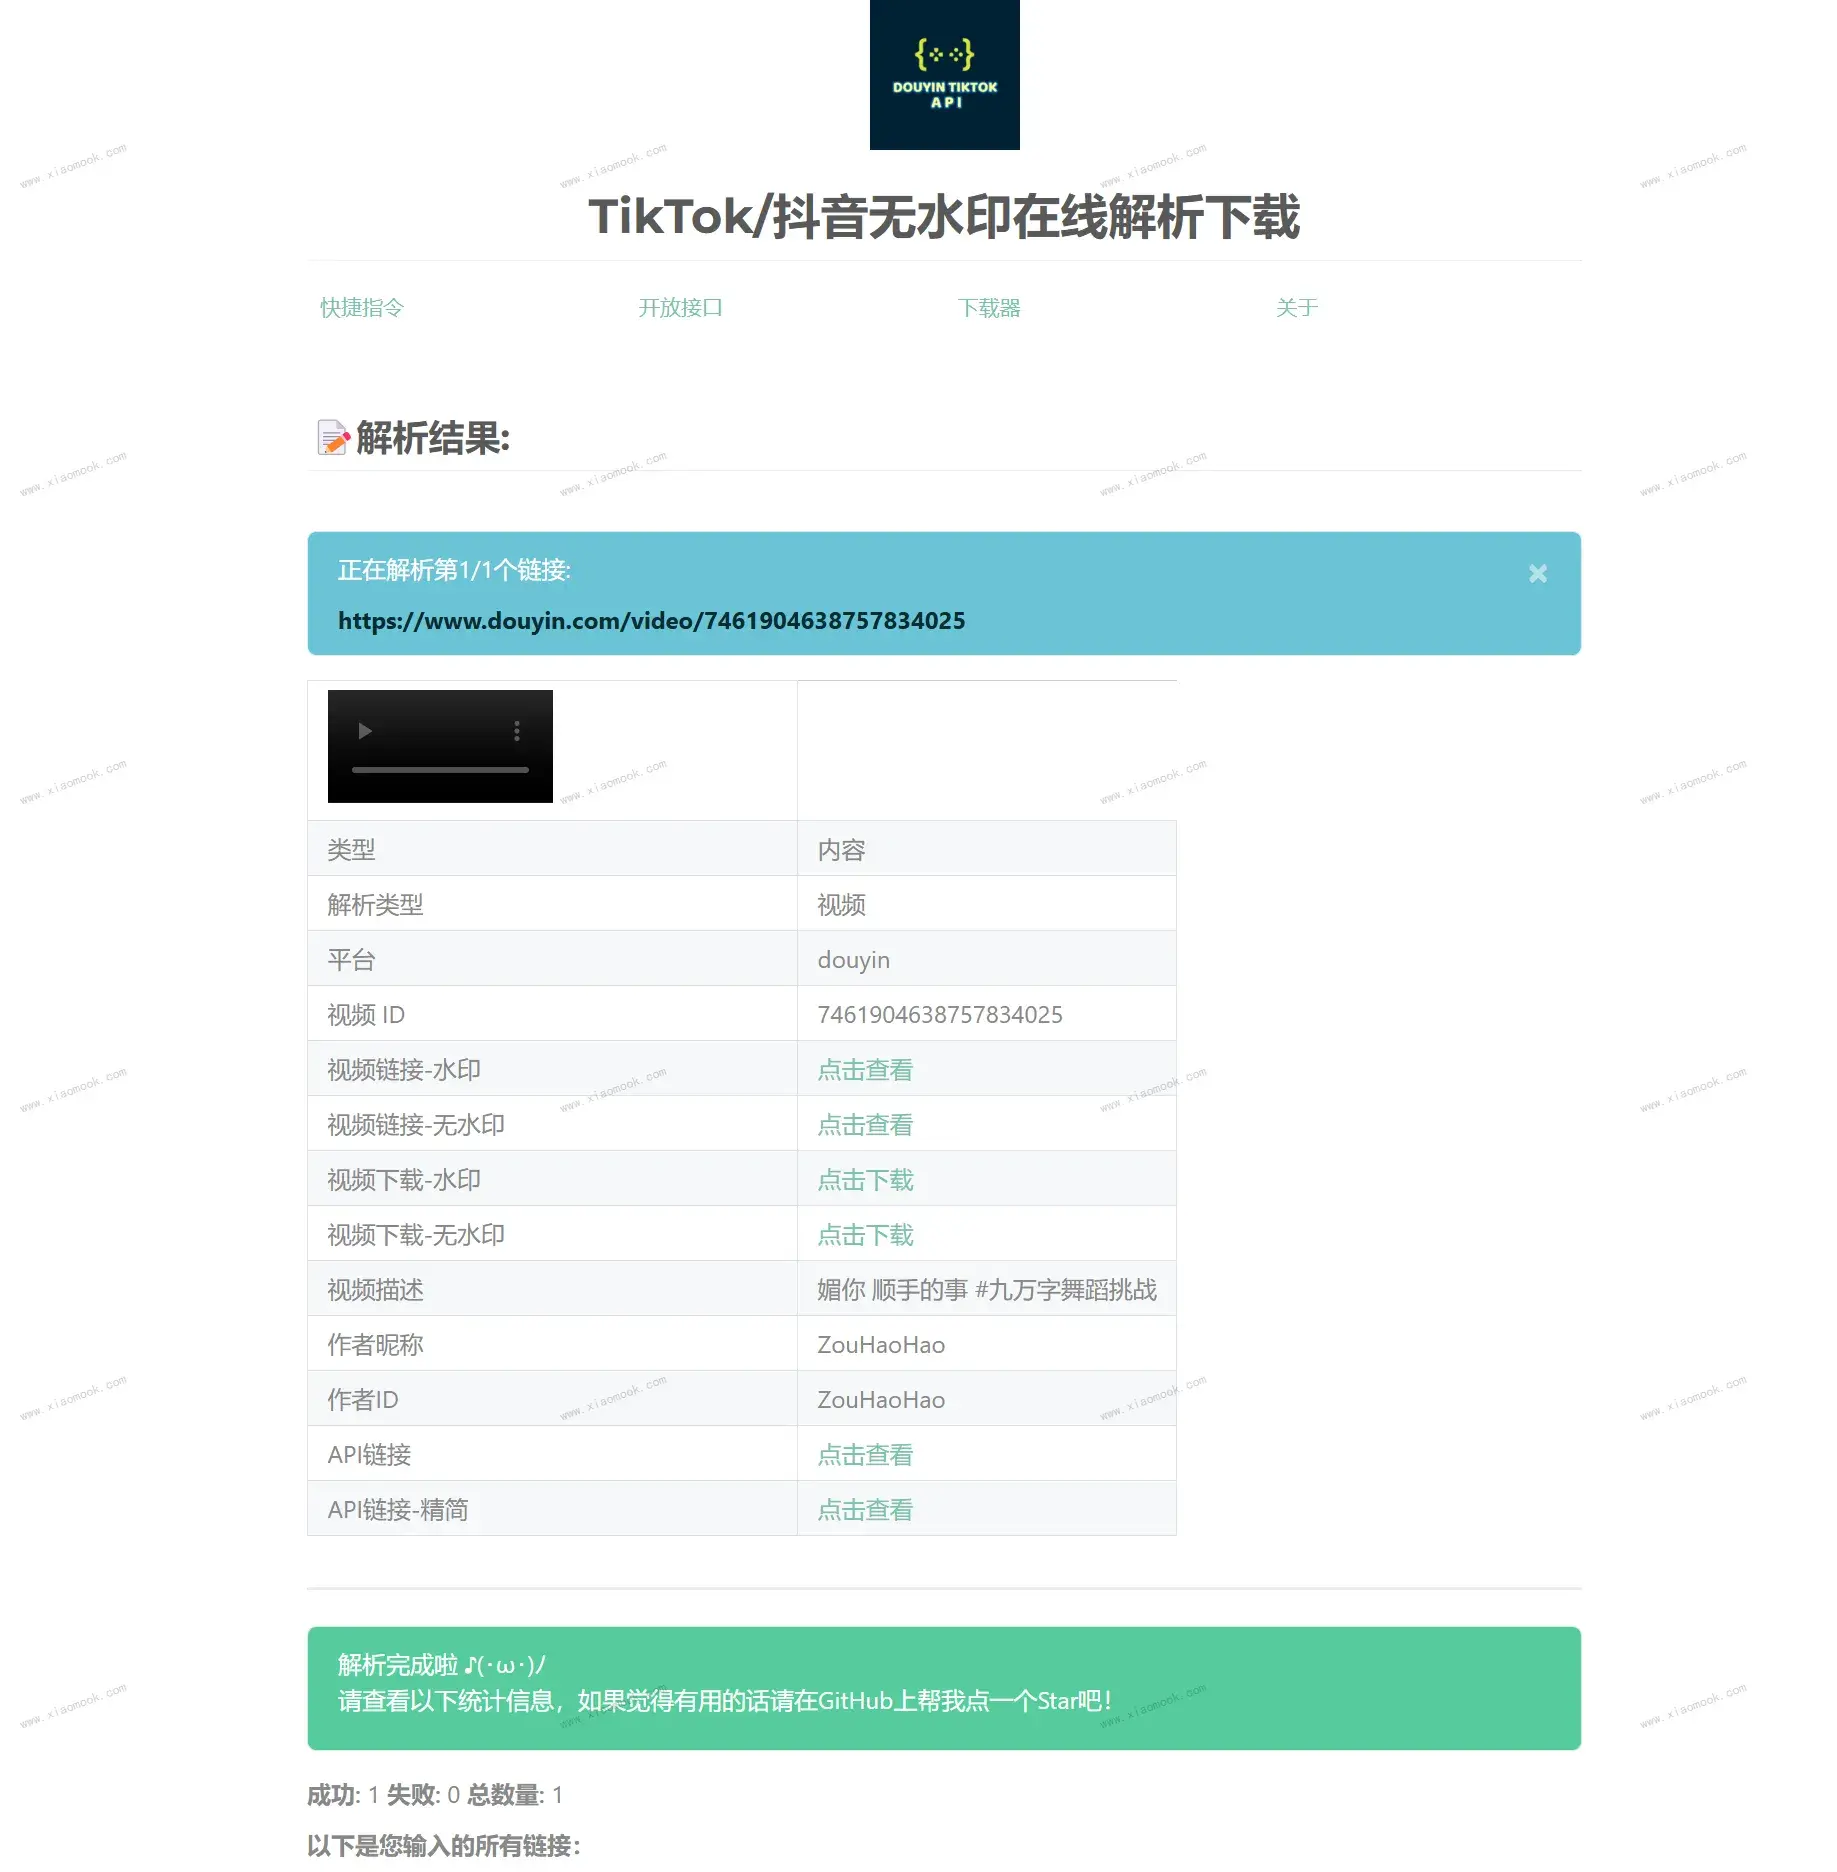 DOUYIN TIKTOK
API
TikTok/抖音无水印在线解析下载
快捷指令 开放接口 下载器 关于
解析结果:
正在解析第1/1个链接:
https://www.douyin.com/video/7461904638757834025
类型 内容
解析类型 视频
平台 douyin
视频 ID 7461904638757834025
视频链接-水印 点击查看
视频链接-无水印 点击查看
视频下载-水印 点击下载
视频下载-无水印 点击下载
视频描述 媚你 顺手的事 #九万字舞蹈挑战
作者昵称 ZouHaoHao
作者ID ZouHaoHao
API链接 点击查看
API链接-精简 点击查看
解析完成啦 ♪(･ω･)ﾉ
请查看以下统计信息，如果觉得有用的话请在GitHub上帮我点一个Star吧！
成功: 1 失败: 0 总数量: 1
以下是您输入的所有链接：
www.xiaomook.com